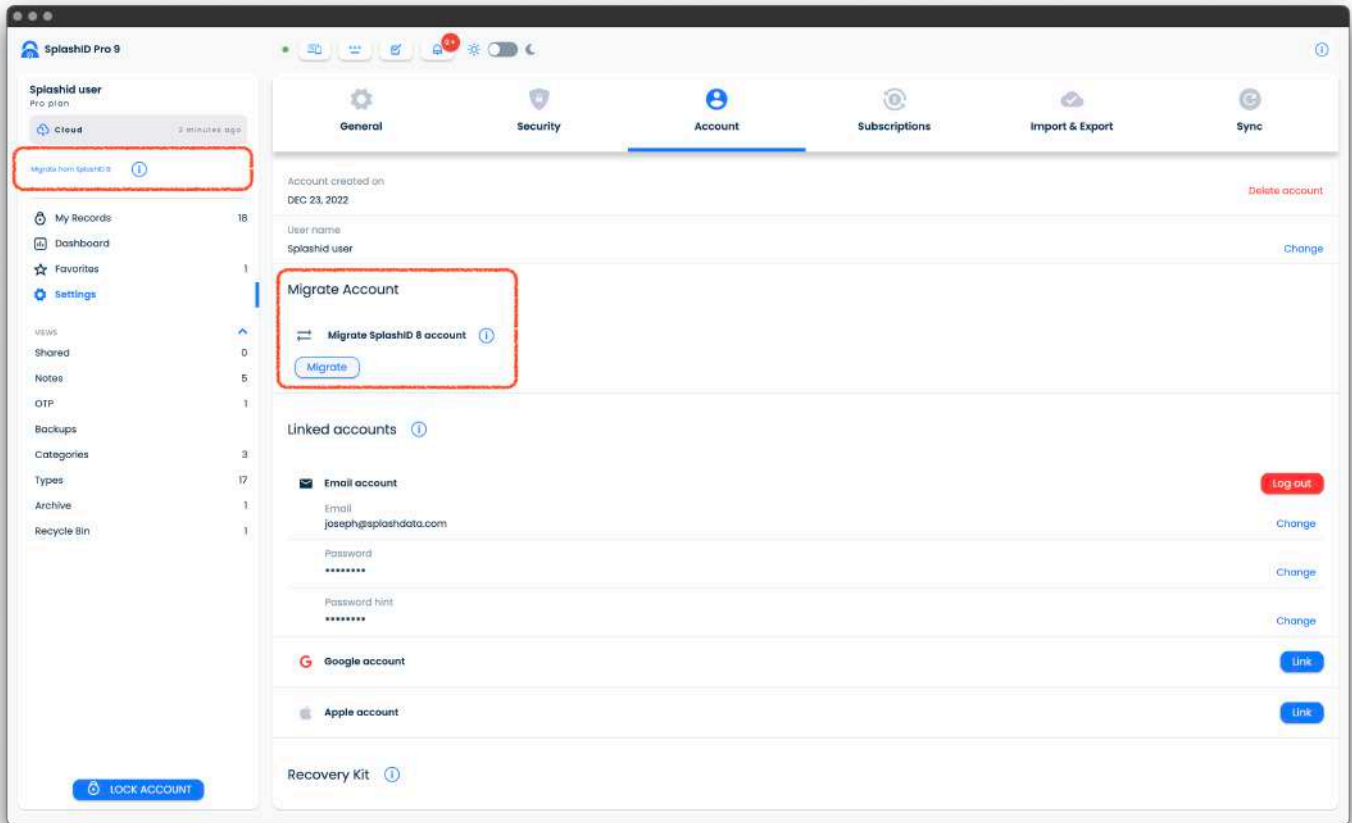 SplashID Pro 9
9+
Splashid user
Pro plan
Cloud
2 minutes ago
Migrate from SplashID 8
My Records 18
Dashboard
Favorites 1
Settings
VIEWS
Shared 0
Notes 5
OTP 1
Backups
Categories 3
Types 17
Archive 1
Recycle Bin 1
LOCK ACCOUNT
General
Security
Account
Subscriptions
Import & Export
Sync
Account created on
DEC 23, 2022
Delete account
User name
Splashid user
Change
Migrate Account
Migrate SplashID 8 account
Migrate
Linked accounts
Email account
Log out
Email
joseph@splashdata.com
Change
Password
••••••••
Change
Password hint
••••••••
Change
Google account
Link
Apple account
Link
Recovery Kit